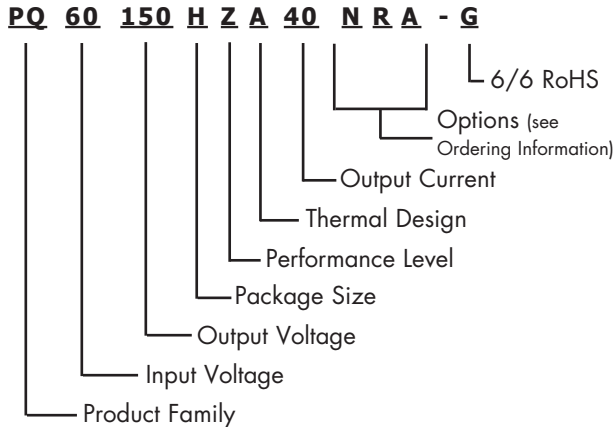 PQ 60 150 H Z A 40 N R A - G
6/6 RoHS
Options (see
Ordering Information)
Output Current
Thermal Design
Performance Level
Package Size
Output Voltage
Input Voltage
Product Family